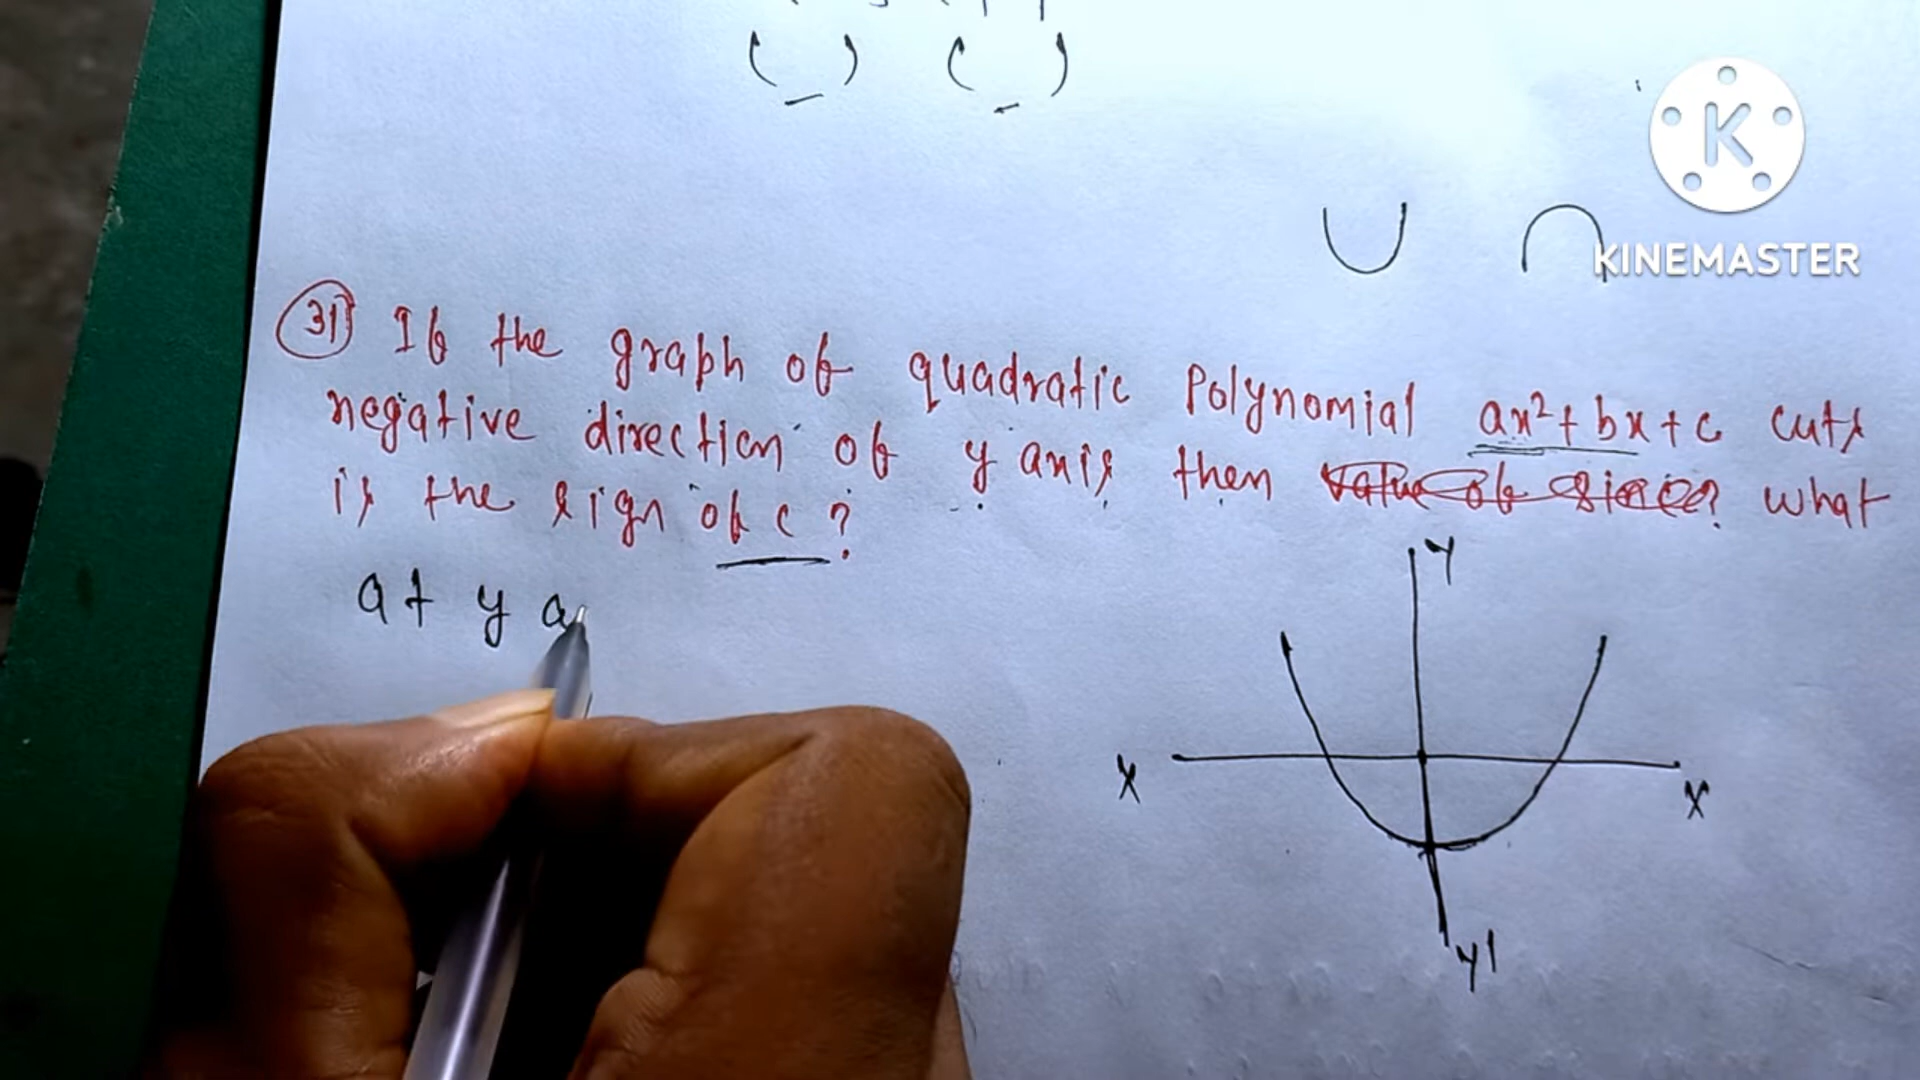 ( _ ) ( _ )
K
KINEMASTER
31) If the graph of quadratic Polynomial ax²+bx+c cuts
negative direction of y axis then what
is the sign of c?
at y a
Y
X X
y1